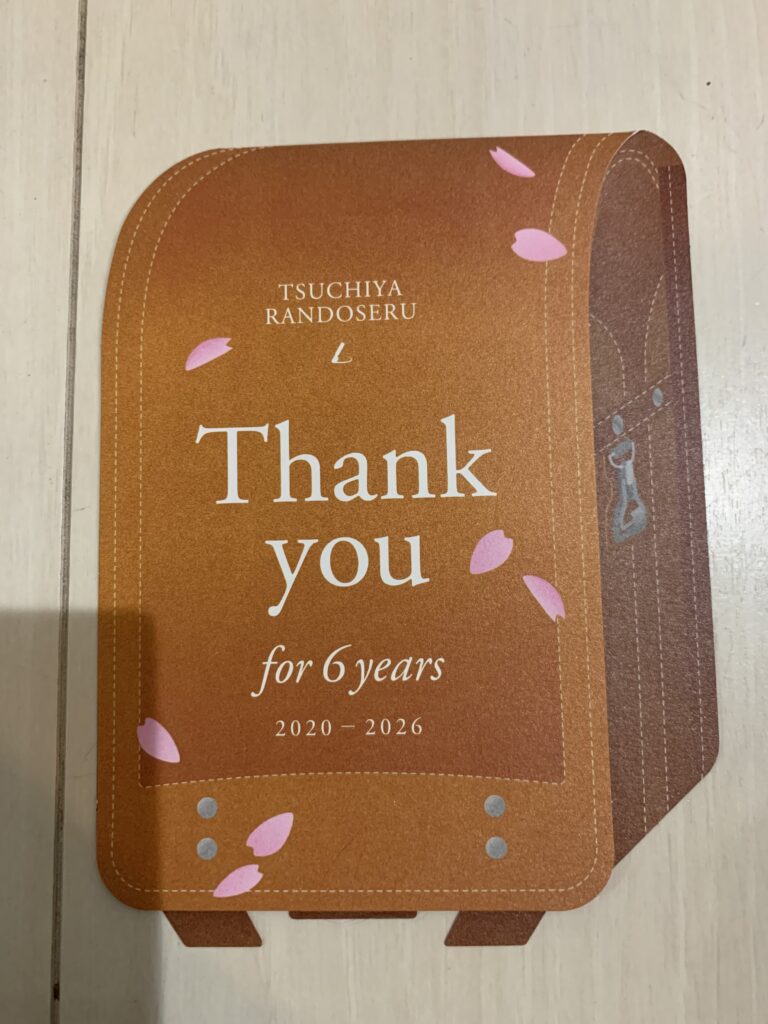 TSUCHIYA
RANDOSERU
Thank
you
for 6 years
2020 – 2026